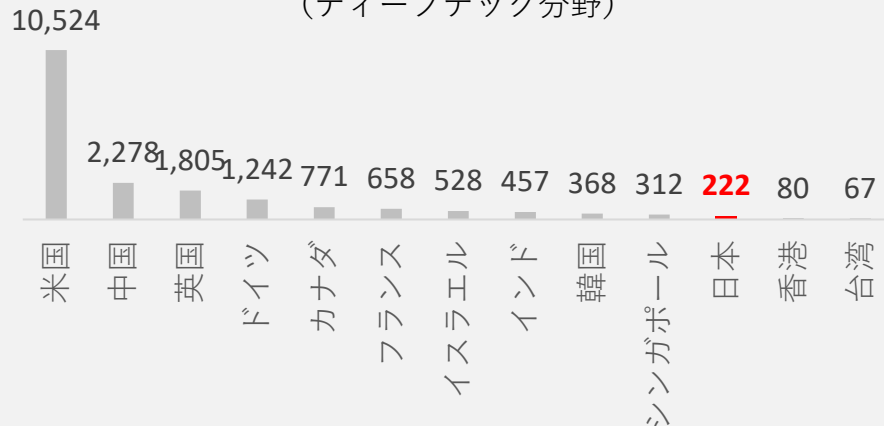 （ディープテック分野）
10,524
2,278
1,805
1,242
771
658
528
457
368
312
222
80
67
米国
中国
英国
ドイツ
カナダ
フランス
イスラエル
インド
韓国
シンガポール
日本
香港
台湾